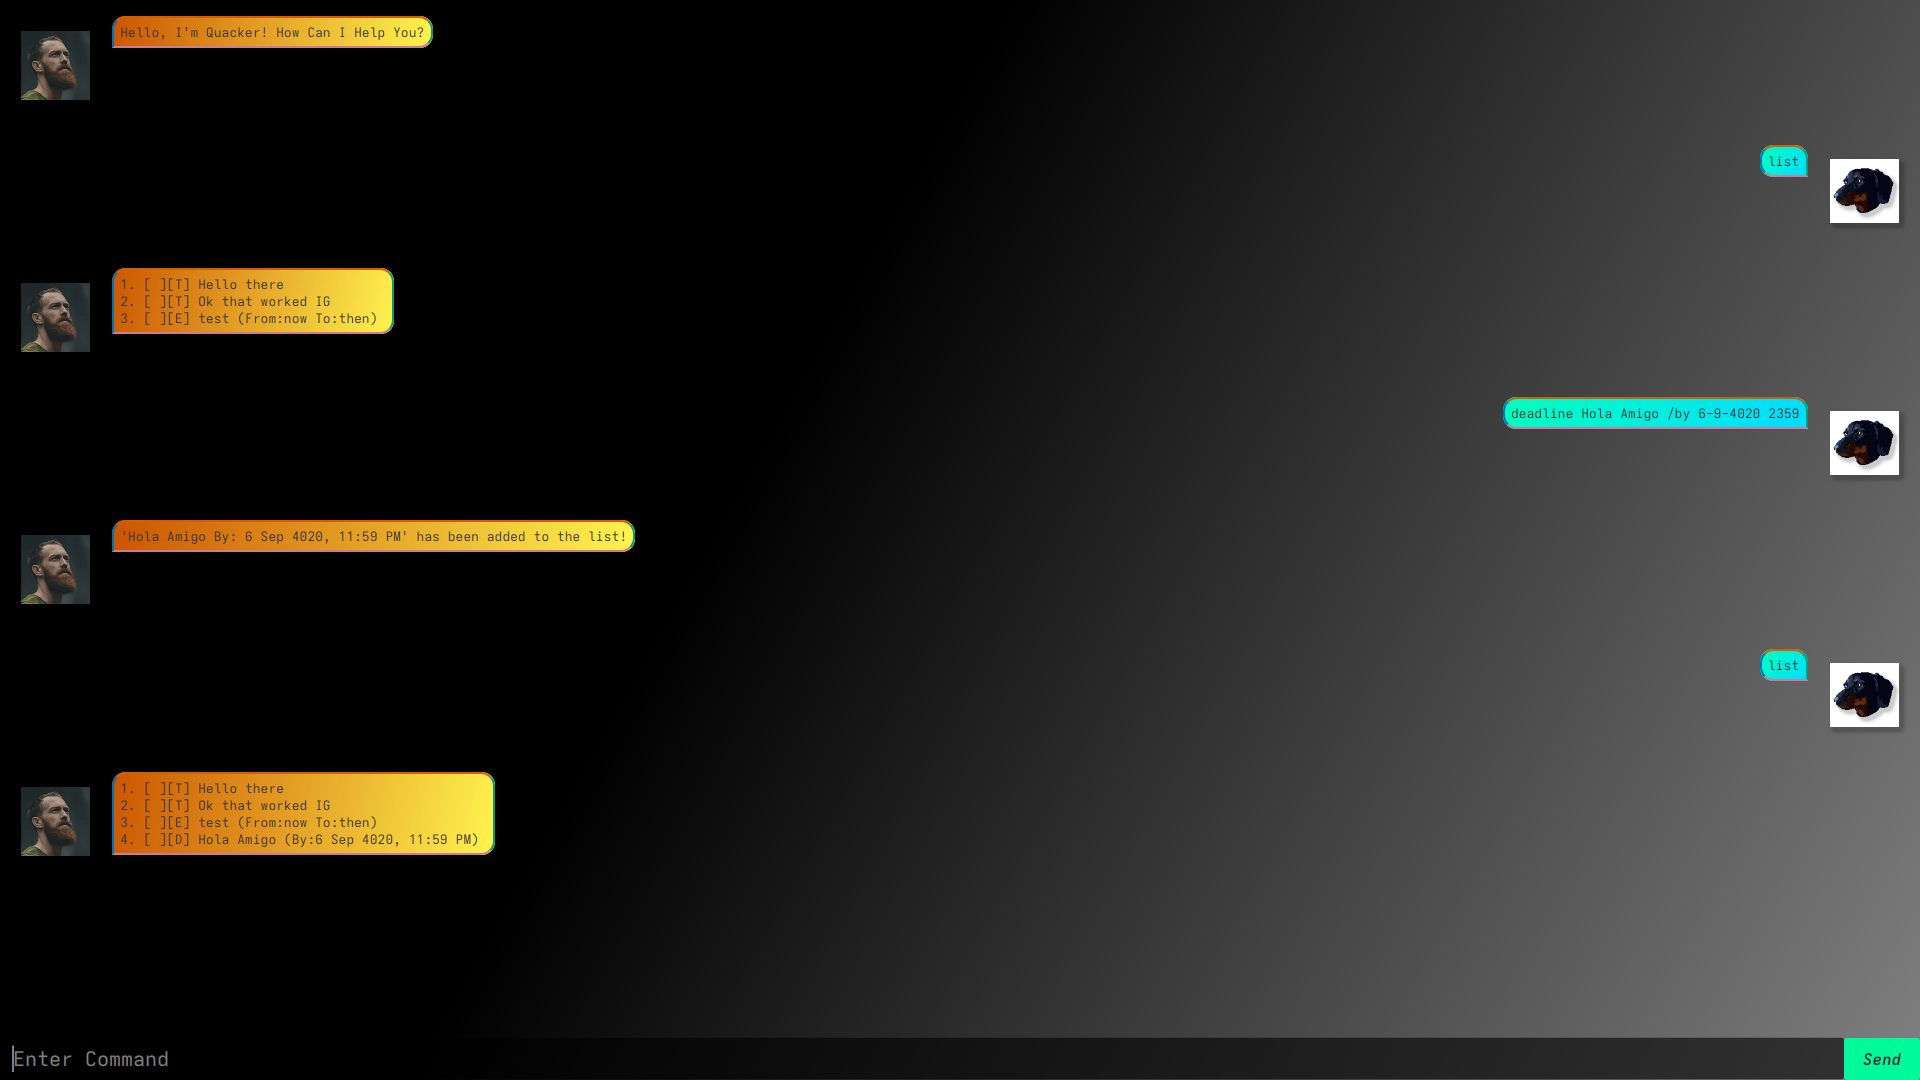 Hello, I'm Quacker! How Can I Help You?
list
1. [ ][T] Hello there
2. [ ][T] Ok that worked IG
3. [ ][E] test (From:now To:then)
deadline Hola Amigo /by 6-9-4020 2359
'Hola Amigo By: 6 Sep 4020, 11:59 PM' has been added to the list!
list
1. [ ][T] Hello there
2. [ ][T] Ok that worked IG
3. [ ][E] test (From:now To:then)
4. [ ][D] Hola Amigo (By:6 Sep 4020, 11:59 PM)
Enter Command
Send